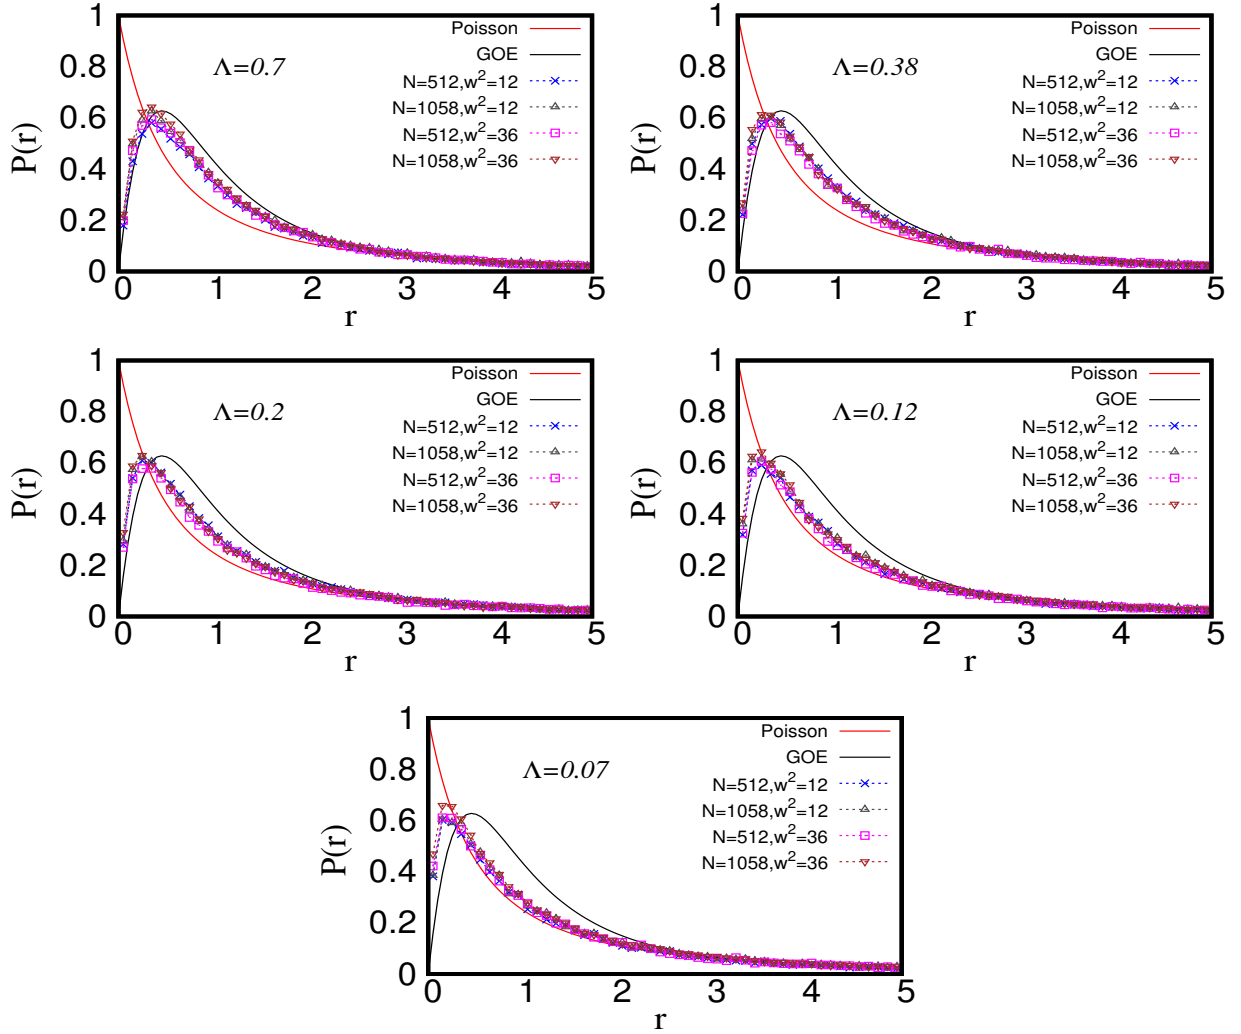 1
0.8
0.6
0.4
0.2
0
P(r)
Λ=0.7
Poisson
GOE
N=512,w²=12
N=1058,w²=12
N=512,w²=36
N=1058,w²=36
0 1 2 3 4 5
r
1
0.8
0.6
0.4
0.2
0
P(r)
Λ=0.38
Poisson
GOE
N=512,w²=12
N=1058,w²=12
N=512,w²=36
N=1058,w²=36
0 1 2 3 4 5
r
1
0.8
0.6
0.4
0.2
0
P(r)
Λ=0.2
Poisson
GOE
N=512,w²=12
N=1058,w²=12
N=512,w²=36
N=1058,w²=36
0 1 2 3 4 5
r
1
0.8
0.6
0.4
0.2
0
P(r)
Λ=0.12
Poisson
GOE
N=512,w²=12
N=1058,w²=12
N=512,w²=36
N=1058,w²=36
0 1 2 3 4 5
r
1
0.8
0.6
0.4
0.2
0
P(r)
Λ=0.07
Poisson
GOE
N=512,w²=12
N=1058,w²=12
N=512,w²=36
N=1058,w²=36
0 1 2 3 4 5
r